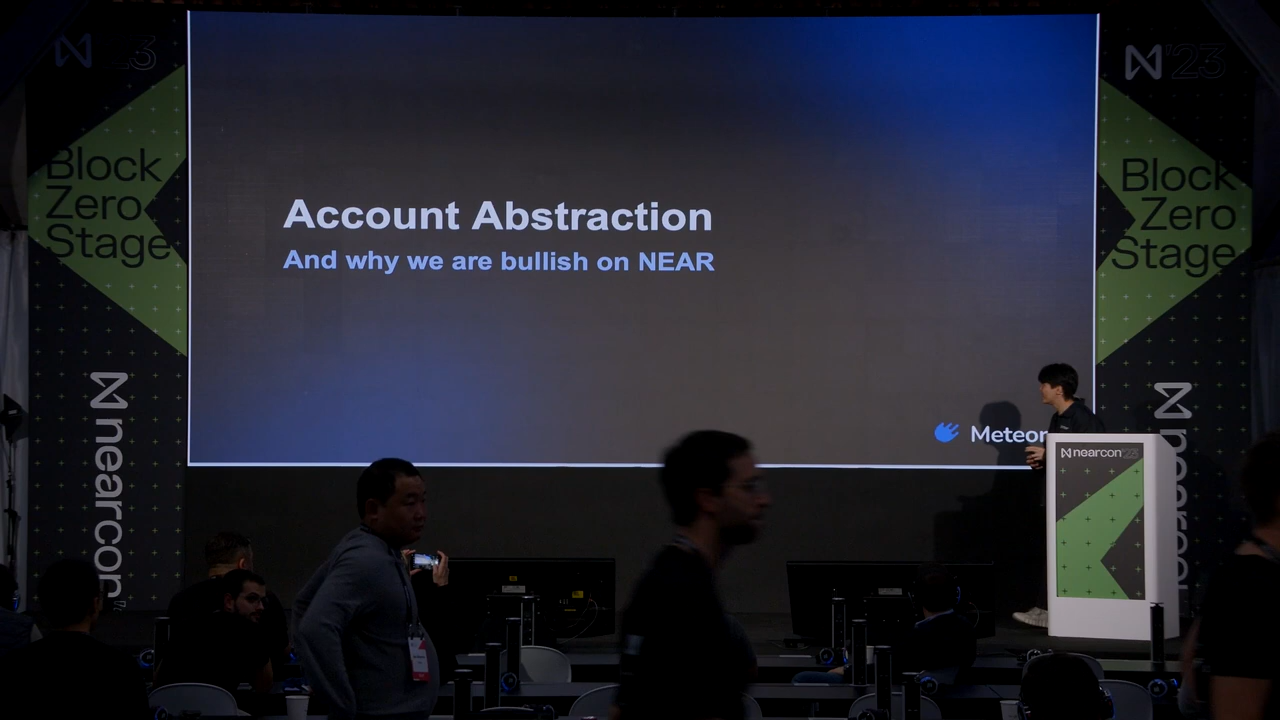 '23
Block
Zero
Stage
nearcon
Account Abstraction
And why we are bullish on NEAR
Meteor
'23
Block
Zero
Stage
nearcon
nearcon'23